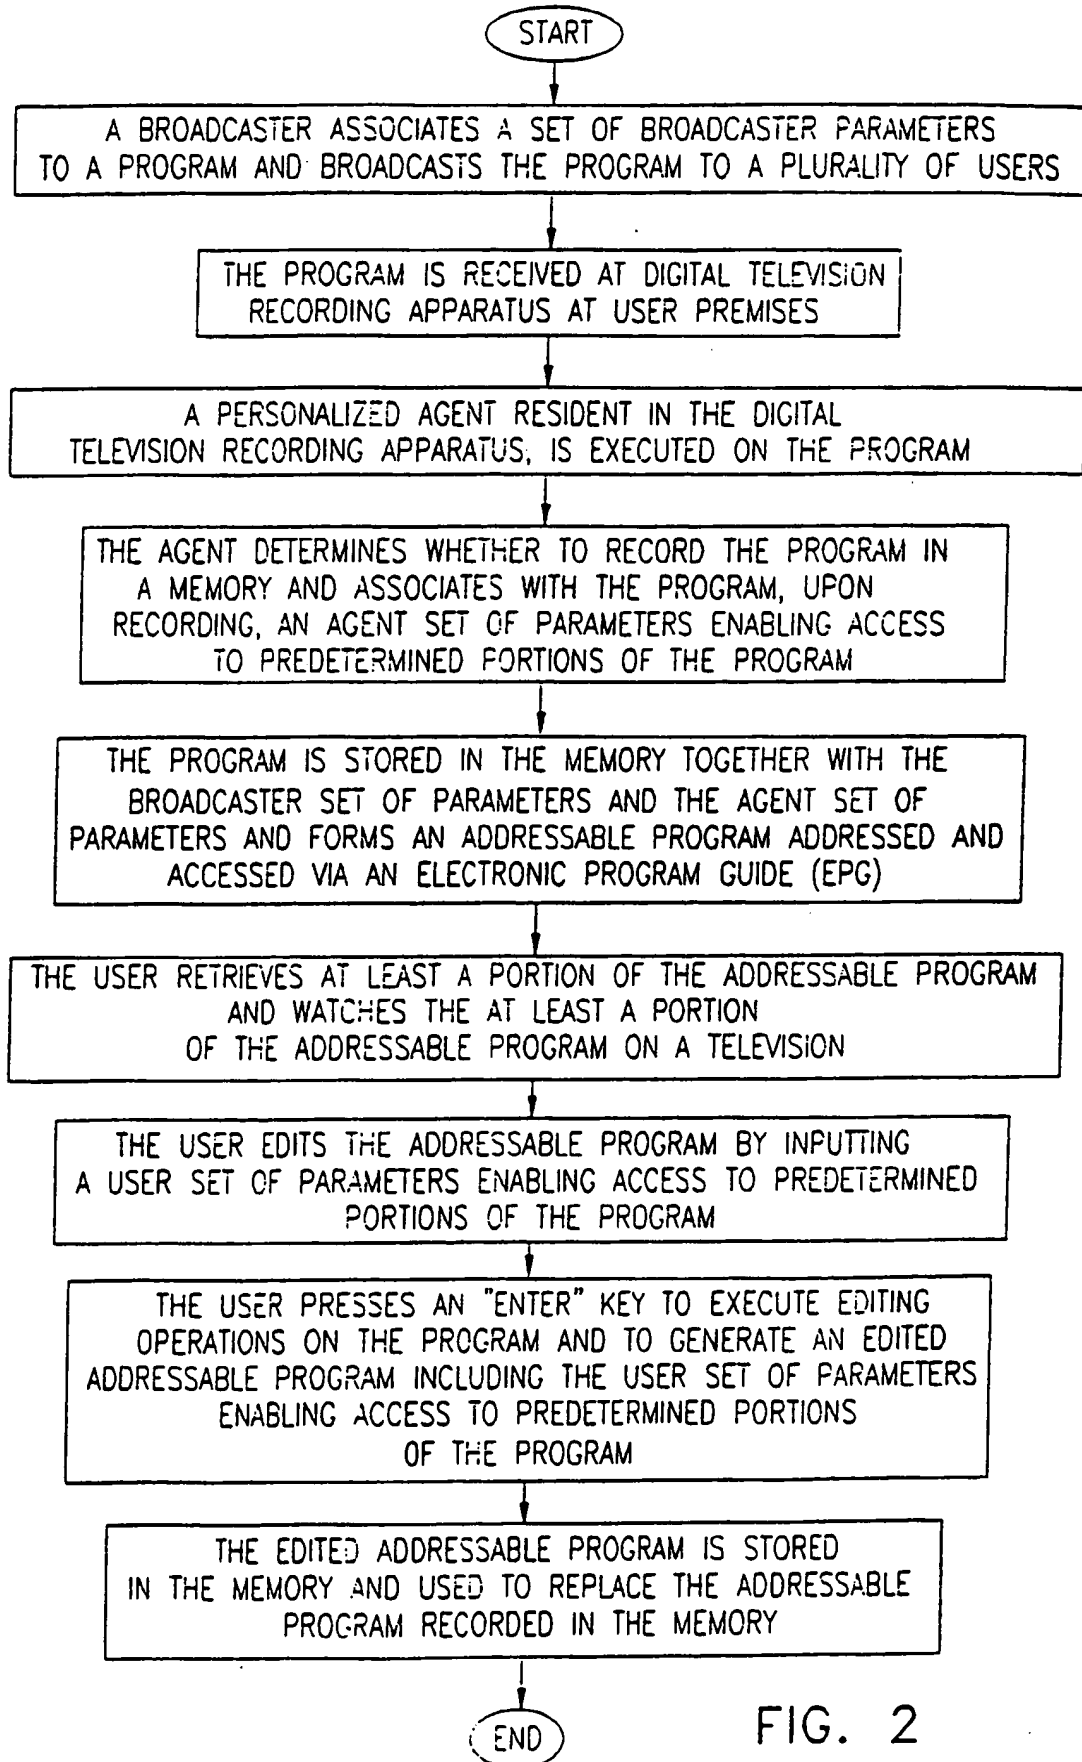 START
A BROADCASTER ASSOCIATES A SET OF BROADCASTER PARAMETERS
TO A PROGRAM AND BROADCASTS THE PROGRAM TO A PLURALITY OF USERS
THE PROGRAM IS RECEIVED AT DIGITAL TELEVISION
RECORDING APPARATUS AT USER PREMISES
A PERSONALIZED AGENT RESIDENT IN THE DIGITAL
TELEVISION RECORDING APPARATUS, IS EXECUTED ON THE PROGRAM
THE AGENT DETERMINES WHETHER TO RECORD THE PROGRAM IN
A MEMORY AND ASSOCIATES WITH THE PROGRAM, UPON
RECORDING, AN AGENT SET OF PARAMETERS ENABLING ACCESS
TO PREDETERMINED PORTIONS OF THE PROGRAM
THE PROGRAM IS STORED IN THE MEMORY TOGETHER WITH THE
BROADCASTER SET OF PARAMETERS AND THE AGENT SET OF
PARAMETERS AND FORMS AN ADDRESSABLE PROGRAM ADDRESSED AND
ACCESSED VIA AN ELECTRONIC PROGRAM GUIDE (EPG)
THE USER RETRIEVES AT LEAST A PORTION OF THE ADDRESSABLE PROGRAM
AND WATCHES THE AT LEAST A PORTION
OF THE ADDRESSABLE PROGRAM ON A TELEVISION
THE USER EDITS THE ADDRESSABLE PROGRAM BY INPUTTING
A USER SET OF PARAMETERS ENABLING ACCESS TO PREDETERMINED
PORTIONS OF THE PROGRAM
THE USER PRESSES AN "ENTER" KEY TO EXECUTE EDITING
OPERATIONS ON THE PROGRAM AND TO GENERATE AN EDITED
ADDRESSABLE PROGRAM INCLUDING THE USER SET OF PARAMETERS
ENABLING ACCESS TO PREDETERMINED PORTIONS
OF THE PROGRAM
THE EDITED ADDRESSABLE PROGRAM IS STORED
IN THE MEMORY AND USED TO REPLACE THE ADDRESSABLE
PROGRAM RECORDED IN THE MEMORY
END
FIG. 2